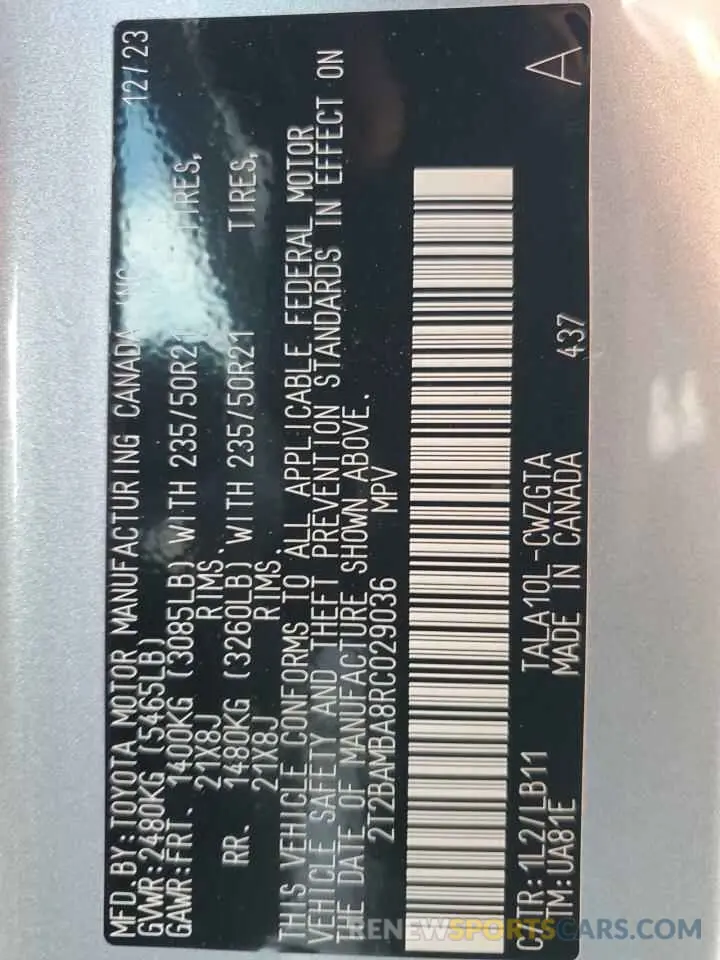 MFD.BY:TOYOTA MOTOR MANUFACTURING CANADA INC. 12/23
GVWR:2480KG (5465LB)
GAWR:FRT. 1400KG (3085LB) WITH 235/50R21 TIRES,
21X8J RIMS.
RR. 1480KG (3260LB) WITH 235/50R21 TIRES,
21X8J RIMS.
THIS VEHICLE CONFORMS TO ALL APPLICABLE FEDERAL MOTOR
VEHICLE SAFETY AND THEFT PREVENTION STANDARDS IN EFFECT ON
THE DATE OF MANUFACTURE SHOWN ABOVE.
2T2BAMBA8RC029036 MPV
C/TR:1L2/LB11 TALA10L-CWZGTA A
TIM:UA81E MADE IN CANADA 437
RENEWSPORTSCARS.COM